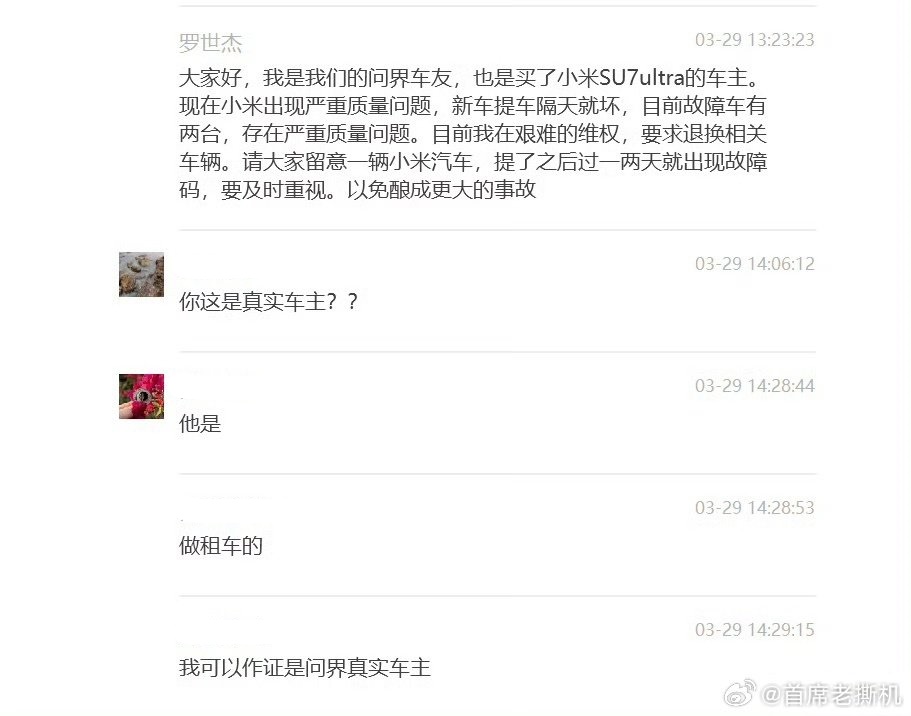 罗世杰
03-29 13:23:23
大家好，我是我们的问界车友，也是买了小米SU7ultra的车主。
现在小米出现严重质量问题，新车提车隔天就坏，目前故障车有
两台，存在严重质量问题。目前我在艰难的维权，要求退换相关
车辆。请大家留意一辆小米汽车，提了之后过一两天就出现故障
码，要及时重视。以免酿成更大的事故
03-29 14:06:12
你这是真实车主？？
03-29 14:28:44
他是
03-29 14:28:53
做租车的
03-29 14:29:15
我可以作证是问界真实车主
@首席老撕机